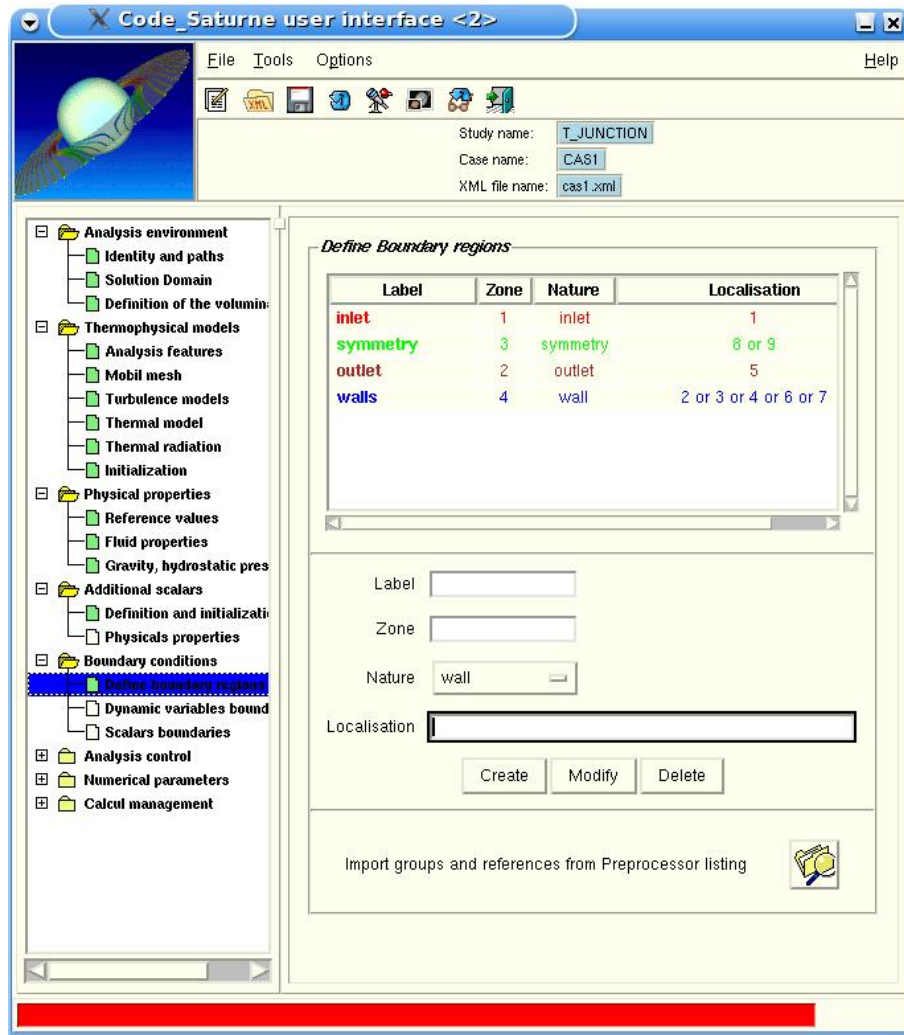 Code_Saturne user interface <2>
File Tools Options Help
Study name: T_JUNCTION
Case name: CAS1
XML file name: cas1.xml
Analysis environment
Identity and paths
Solution Domain
Definition of the volumina
Thermophysical models
Analysis features
Mobil mesh
Turbulence models
Thermal model
Thermal radiation
Initialization
Physical properties
Reference values
Fluid properties
Gravity, hydrostatic pres
Additional scalars
Definition and initializati
Physicals properties
Boundary conditions
Define boundary regions
Dynamic variables bound
Scalars boundaries
Analysis control
Numerical parameters
Calcul management
Define Boundary regions
Label Zone Nature Localisation
inlet 1 inlet 1
symmetry 3 symmetry 8 or 9
outlet 2 outlet 5
walls 4 wall 2 or 3 or 4 or 6 or 7
Label
Zone
Nature wall
Localisation
Create Modify Delete
Import groups and references from Preprocessor listing